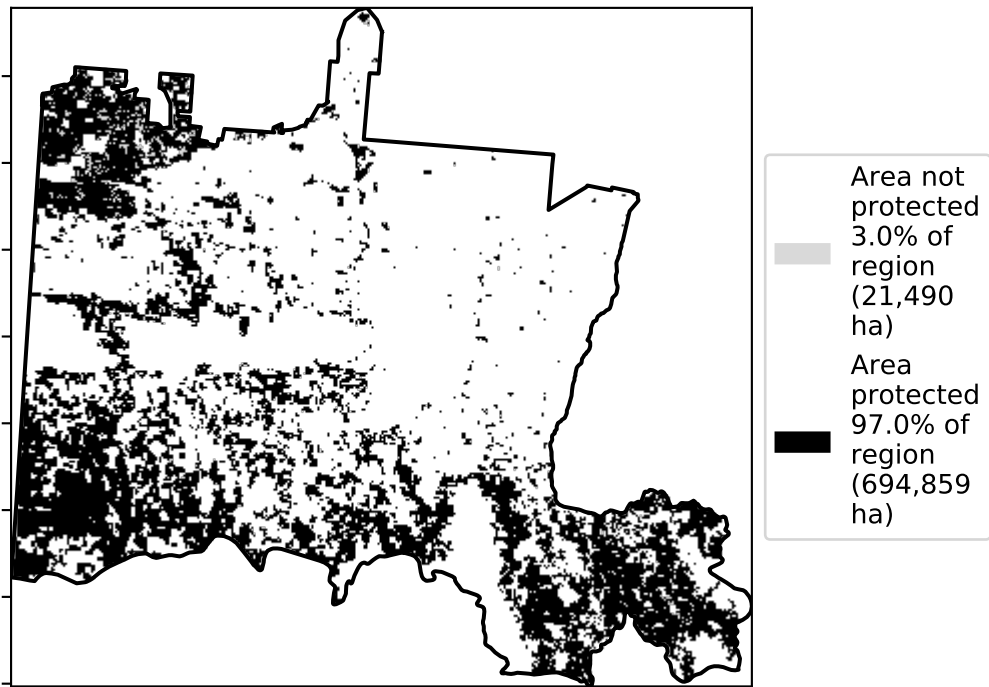 Area not
protected
3.0% of
region
(21,490
ha)
Area
protected
97.0% of
region
(694,859
ha)